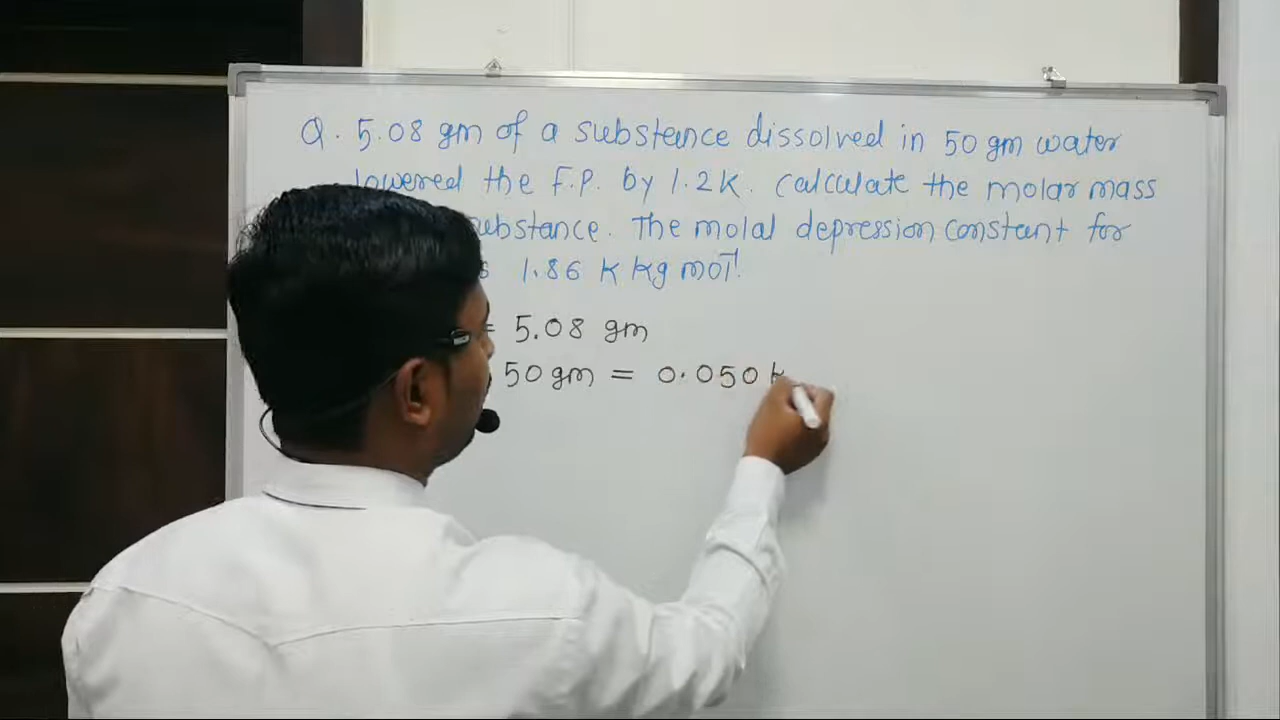 Q. 5.08 gm of a substance dissolved in 50 gm water
lowered the F.P. by 1.2K. Calculate the molar mass
substance. The molal depression constant for
1.86 K kg mol⁻¹.
= 5.08 gm
50 gm = 0.050 k